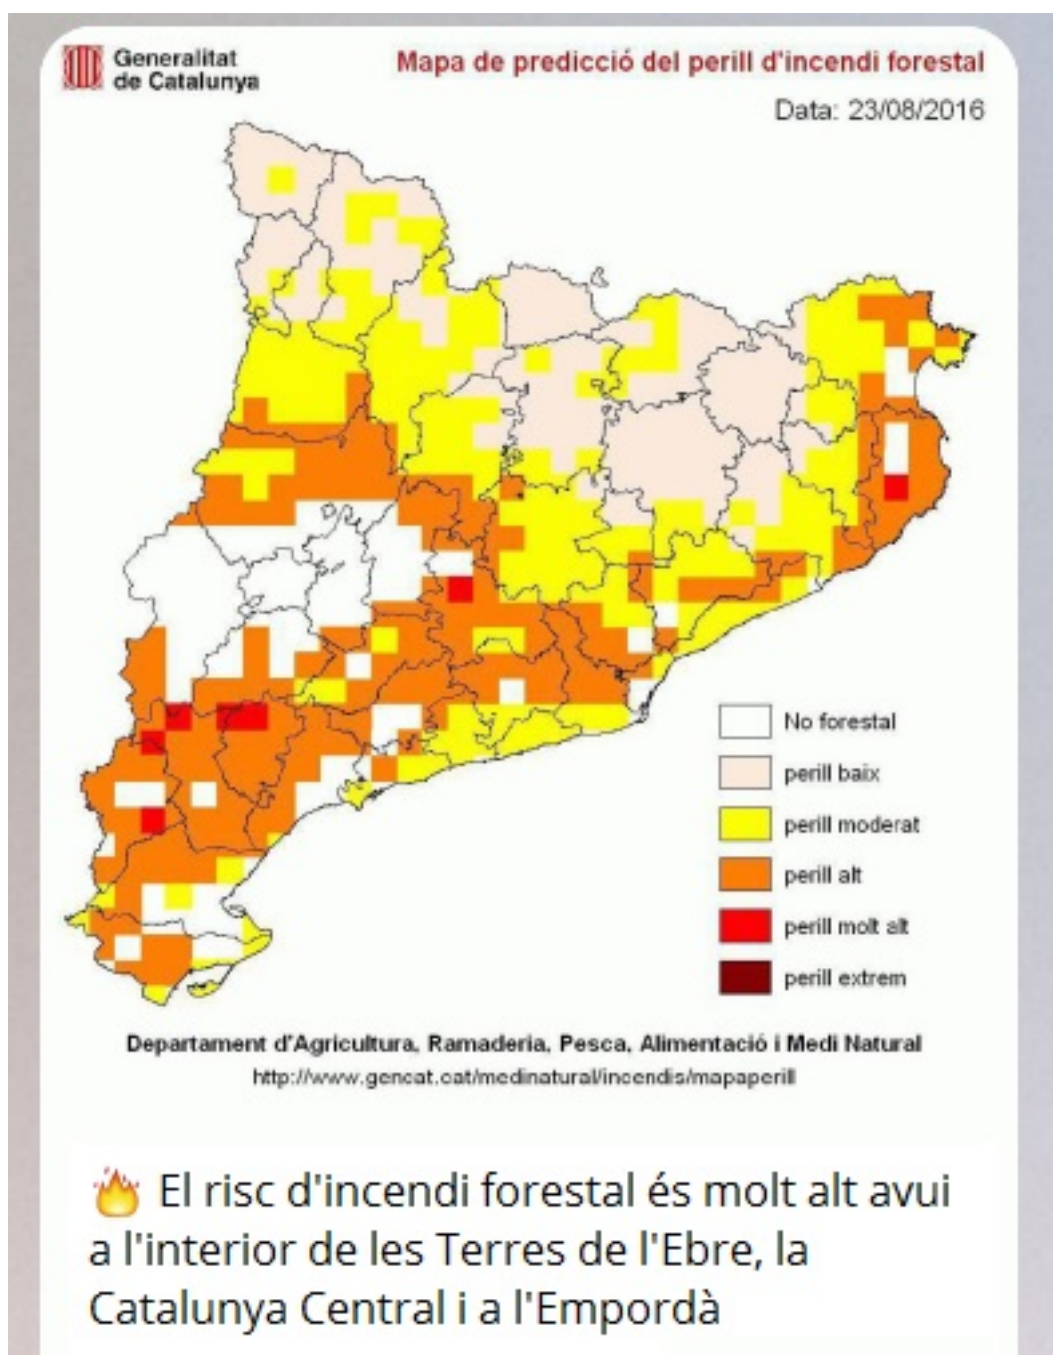 Generalitat
de Catalunya
Mapa de predicció del perill d'incendi forestal
Data: 23/08/2016
No forestal
perill baix
perill moderat
perill alt
perill molt alt
perill extrem
Departament d'Agricultura, Ramaderia, Pesca, Alimentació i Medi Natural
http://www.gencat.cat/medinatural/incendis/mapaperill
El risc d'incendi forestal és molt alt avui
a l'interior de les Terres de l'Ebre, la
Catalunya Central i a l'Empordà